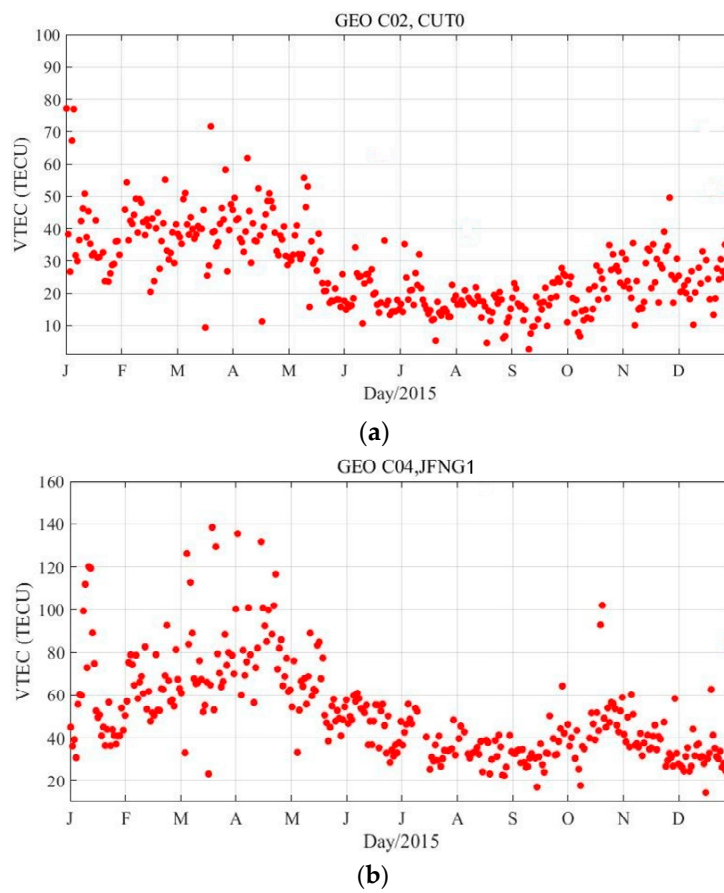 GEO C02, CUT0
100
90
80
70
60
50
40
30
20
10
VTEC (TECU)
J F M A M J J A S O N D
Day/2015
(a)
GEO C04,JFNG1
160
140
120
100
80
60
40
20
VTEC (TECU)
J F M A M J J A S O N D
Day/2015
(b)